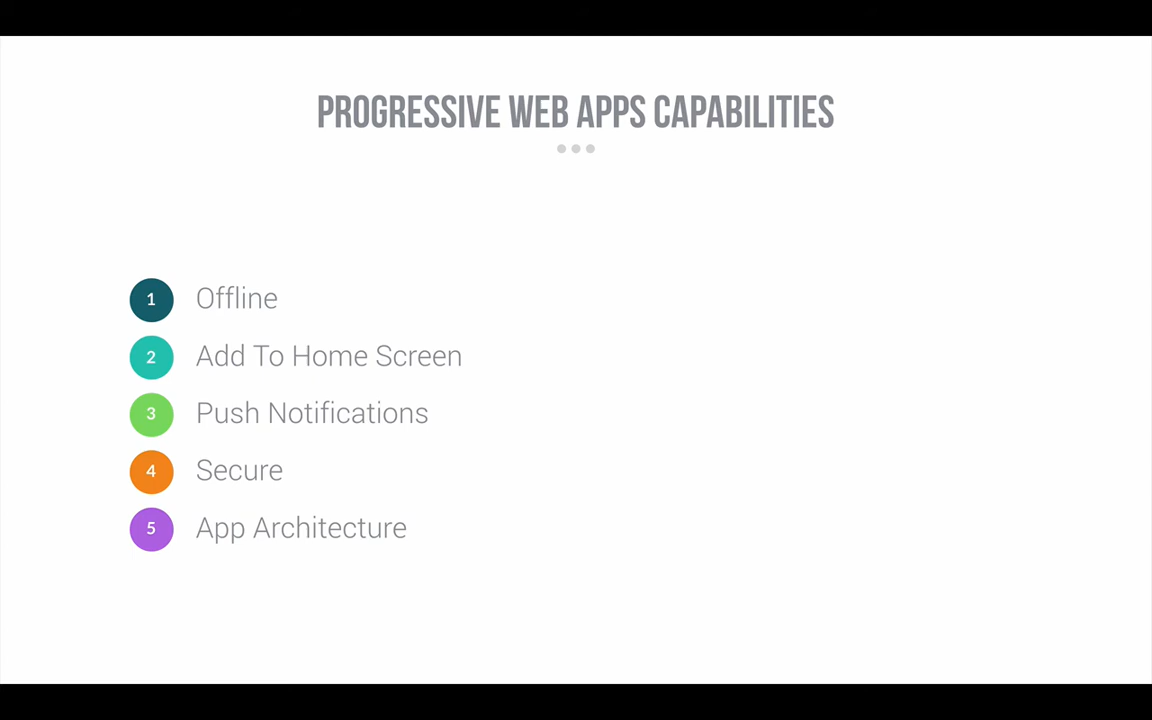 PROGRESSIVE WEB APPS CAPABILITIES
1 Offline
2 Add To Home Screen
3 Push Notifications
4 Secure
5 App Architecture